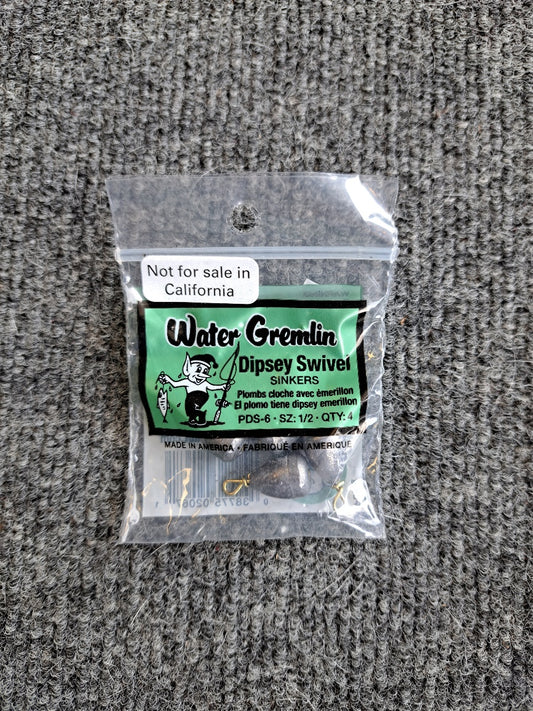 Not for sale in
California
Water Gremlin
Dipsey Swivel
SINKERS
Plombs cloche avec émerillon
El plomo tiene dipsey emerillon
PDS-6 • SZ: 1/2 • QTY: 4
MADE IN AMERICA • FABRIQUÉ EN AMERIQUE